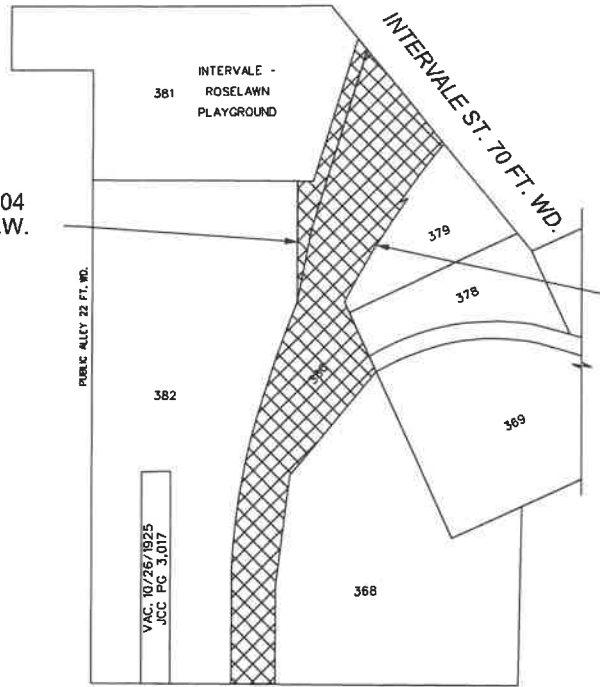 INTERVALE ST. 70 FT. WD.
381
INTERVALE -
ROSELAWN
PLAYGROUND
04
.W.
379
378
PUBLIC ALLEY 22 FT. WD.
382
369
VAC. 10/26/1925
JCC PG 3,017
368